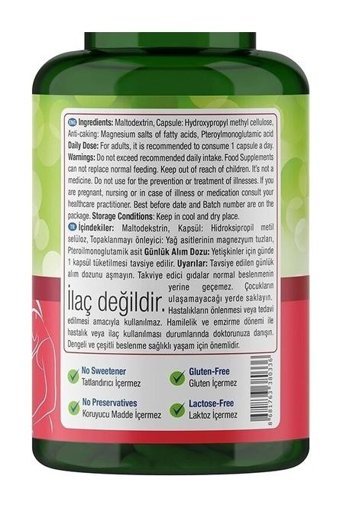 ENG Ingredients: Maltodextrin, Capsule: Hydroxypropyl methyl cellulose,
Anti-caking: Magnesium salts of fatty acids, Pteroylmonoglutamic acid
Daily Dose: For adults, it is recommended to consume 1 capsule a day.
Warnings: Do not exceed recommended daily intake. Food Supplements
can not replace normal feeding. Keep out of reach of children. It's not a
medicine. Do not use for the prevention or treatment of illnesses. If you
are pregnant, nursing or in case of illness or medication consult your
healthcare practitioner. Best before date and Batch number are on the
package. Storage Conditions: Keep in cool and dry place.
TR İçindekiler: Maltodekstrin, Kapsül: Hidroksipropil metil
selüloz, Topaklanmayı önleyici: Yağ asitlerinin magnezyum tuzları,
Pteroilmonoglutamik asit Günlük Alım Dozu: Yetişkinler için günde
1 kapsül tüketilmesi tavsiye edilir. Uyarılar: Tavsiye edilen günlük
alım dozunu aşmayın. Takviye edici gıdalar normal beslenmenin
yerine geçemez. Çocukların
ulaşamayacağı yerde saklayın.
İlaç değildir. Hastalıkların önlenmesi veya tedavi
edilmesi amacıyla kullanılmaz. Hamilelik ve emzirme dönemi ile
hastalık veya ilaç kullanılması durumlarında doktorunuza danışın.
Dengeli ve çeşitli beslenme sağlıklı yaşam için önemlidir.
No Sweetener
Tatlandırıcı İçermez
Gluten-Free
Gluten İçermez
No Preservatives
Koruyucu Madde İçermez
Lactose-Free
Laktoz İçermez
8 681763 380336